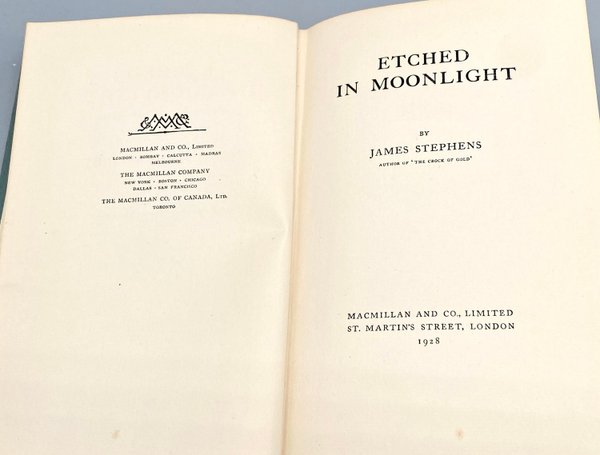 MACMILLAN AND CO., LIMITED
LONDON · BOMBAY · CALCUTTA · MADRAS
MELBOURNE
THE MACMILLAN COMPANY
NEW YORK · BOSTON · CHICAGO
DALLAS · SAN FRANCISCO
THE MACMILLAN CO. OF CANADA, LTD.
TORONTO
ETCHED
IN MOONLIGHT
BY
JAMES STEPHENS
AUTHOR OF 'THE CROCK OF GOLD'
MACMILLAN AND CO., LIMITED
ST. MARTIN'S STREET, LONDON
1928